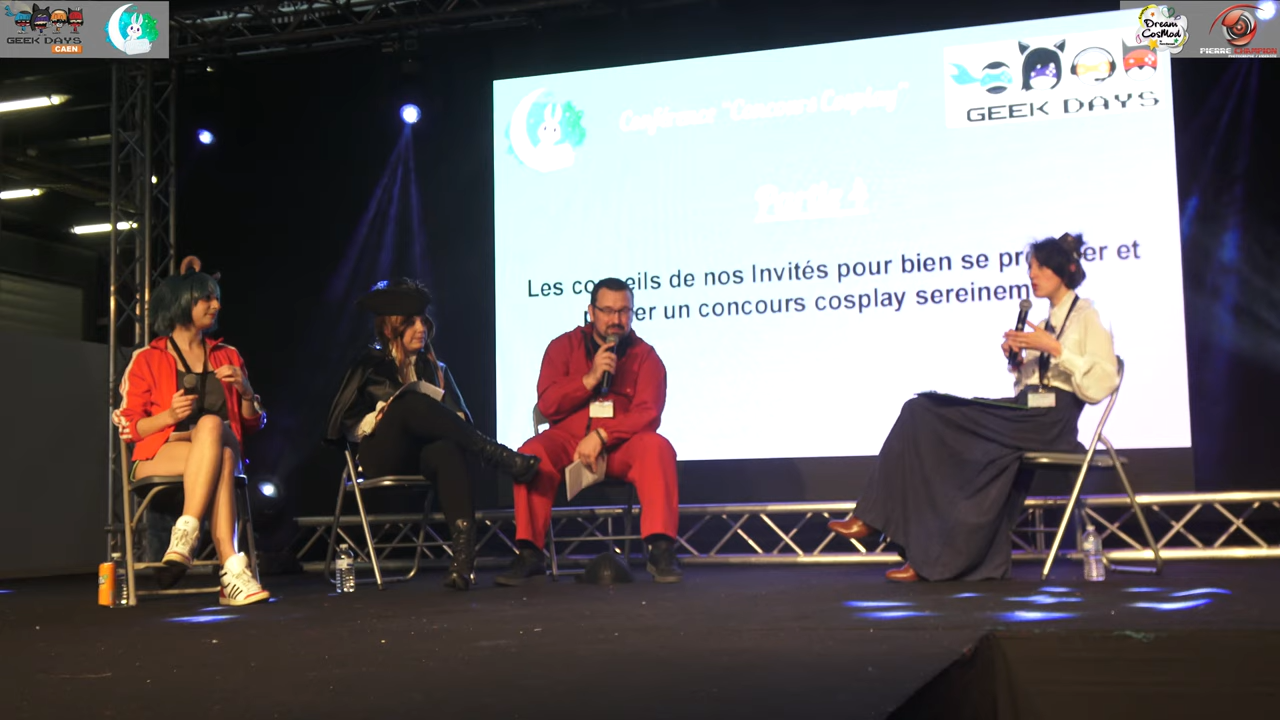 GEEK DAYS
CAEN
Dream
CosMod
PIERRE CHAMPION
GEEK DAYS
Conférence "Concours Cosplay"
Partie 4
Les conseils de nos Invités pour bien se pr er et
er un concours cosplay sereinem